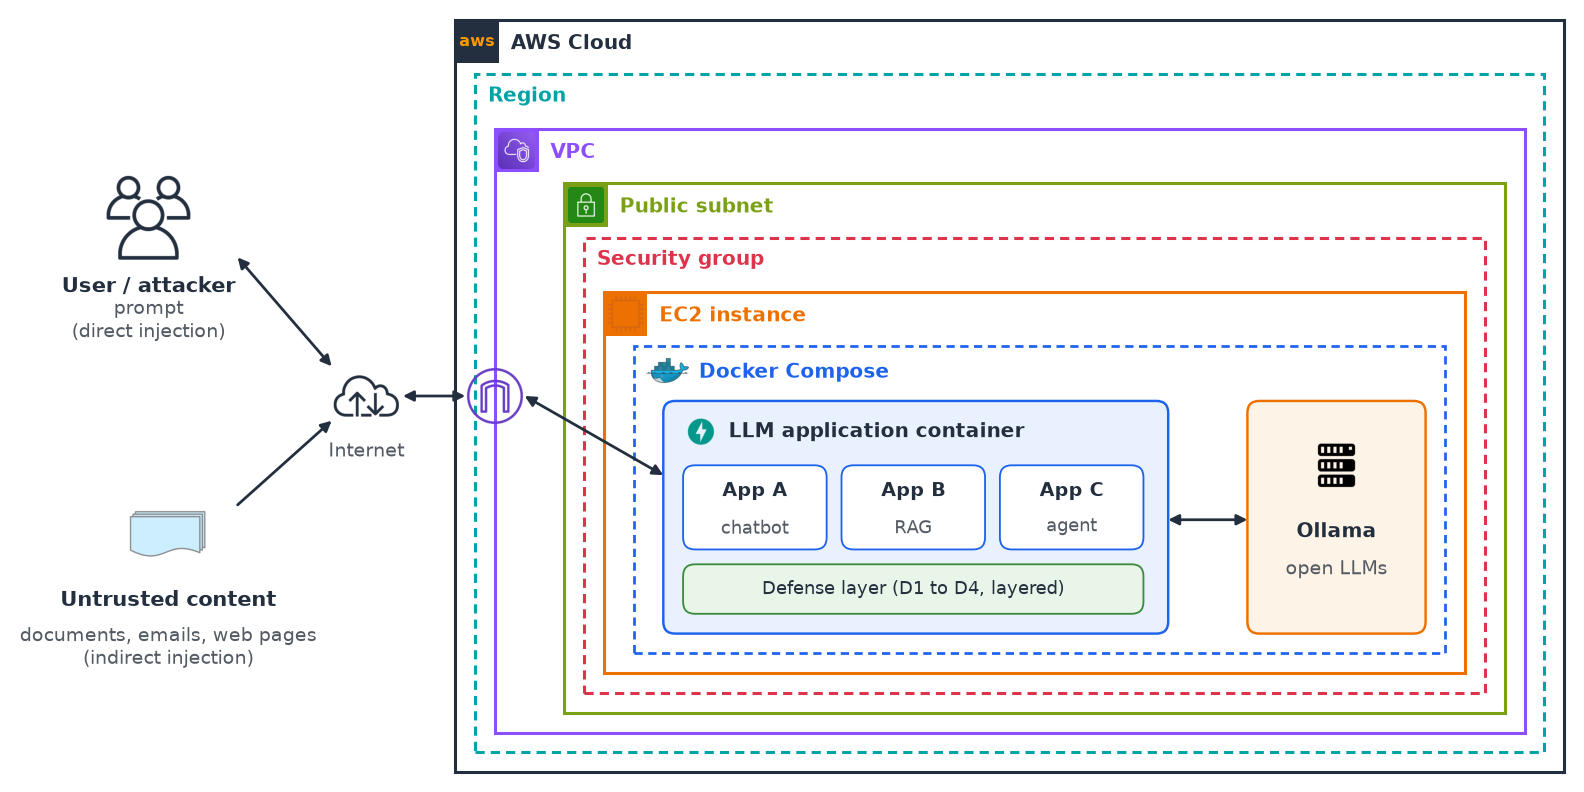 aws
AWS Cloud
Region
VPC
Public subnet
Security group
EC2 instance
Docker Compose
LLM application container
App A
chatbot
App B
RAG
App C
agent
Defense layer (D1 to D4, layered)
Ollama
open LLMs
User / attacker
prompt
(direct injection)
Internet
Untrusted content
documents, emails, web pages
(indirect injection)